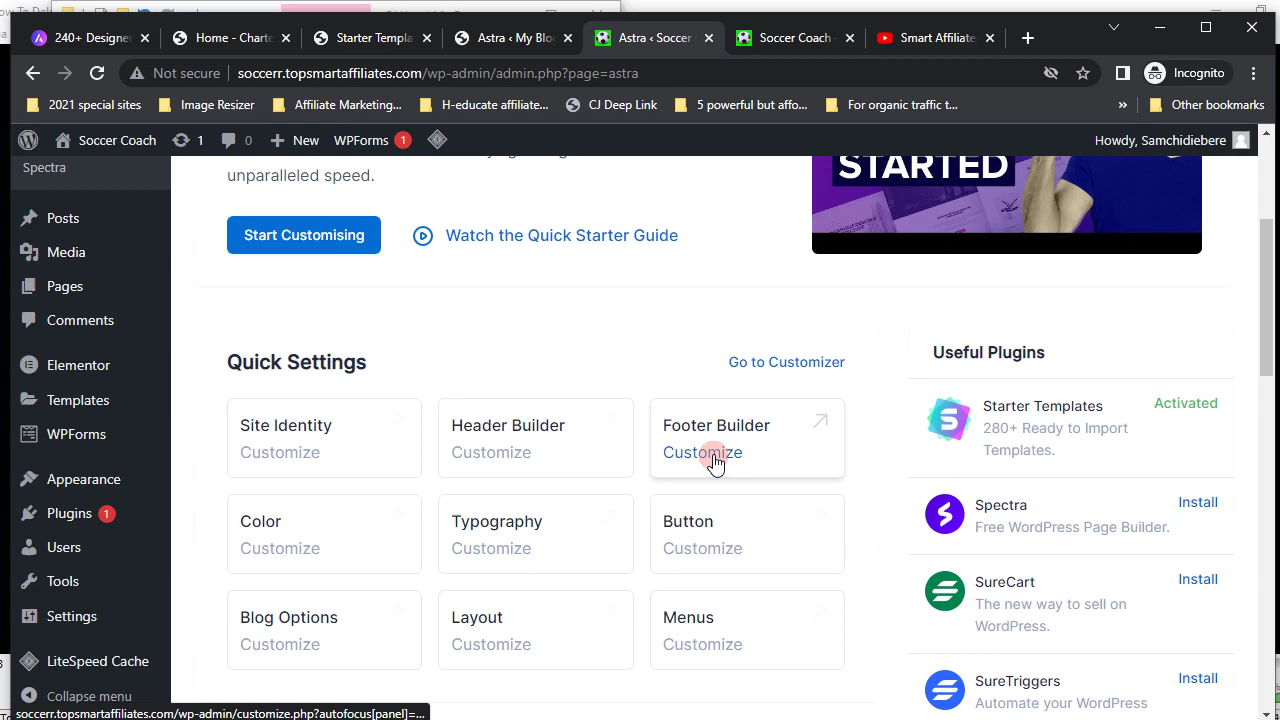 240+ Designer
Home - Charte
Starter Templa
Astra ‹ My Blo
Astra ‹ Soccer
Soccer Coach -
Smart Affiliate
Not secure
soccerr.topsmartaffiliates.com/wp-admin/admin.php?page=astra
Incognito
2021 special sites
Image Resizer
Affiliate Marketing...
H-educate affiliate...
CJ Deep Link
5 powerful but affo...
For organic traffic t...
»
Other bookmarks
Soccer Coach
1
0
New
WPForms 1
Howdy, Samchidiebere
Spectra
Posts
Media
Pages
Comments
Elementor
Templates
WPForms
Appearance
Plugins 1
Users
Tools
Settings
LiteSpeed Cache
Collapse menu
unparalleled speed.
Start Customising
Watch the Quick Starter Guide
STARTED
Quick Settings
Go to Customizer
Site Identity
Customize
Header Builder
Customize
Footer Builder
Customize
Color
Customize
Typography
Customize
Button
Customize
Blog Options
Customize
Layout
Customize
Menus
Customize
Useful Plugins
Starter Templates
Activated
280+ Ready to Import
Templates.
Spectra
Install
Free WordPress Page Builder.
SureCart
Install
The new way to sell on
WordPress.
SureTriggers
Install
Automate your WordPress
soccerr.topsmartaffiliates.com/wp-admin/customize.php?autofocus[panel]=...